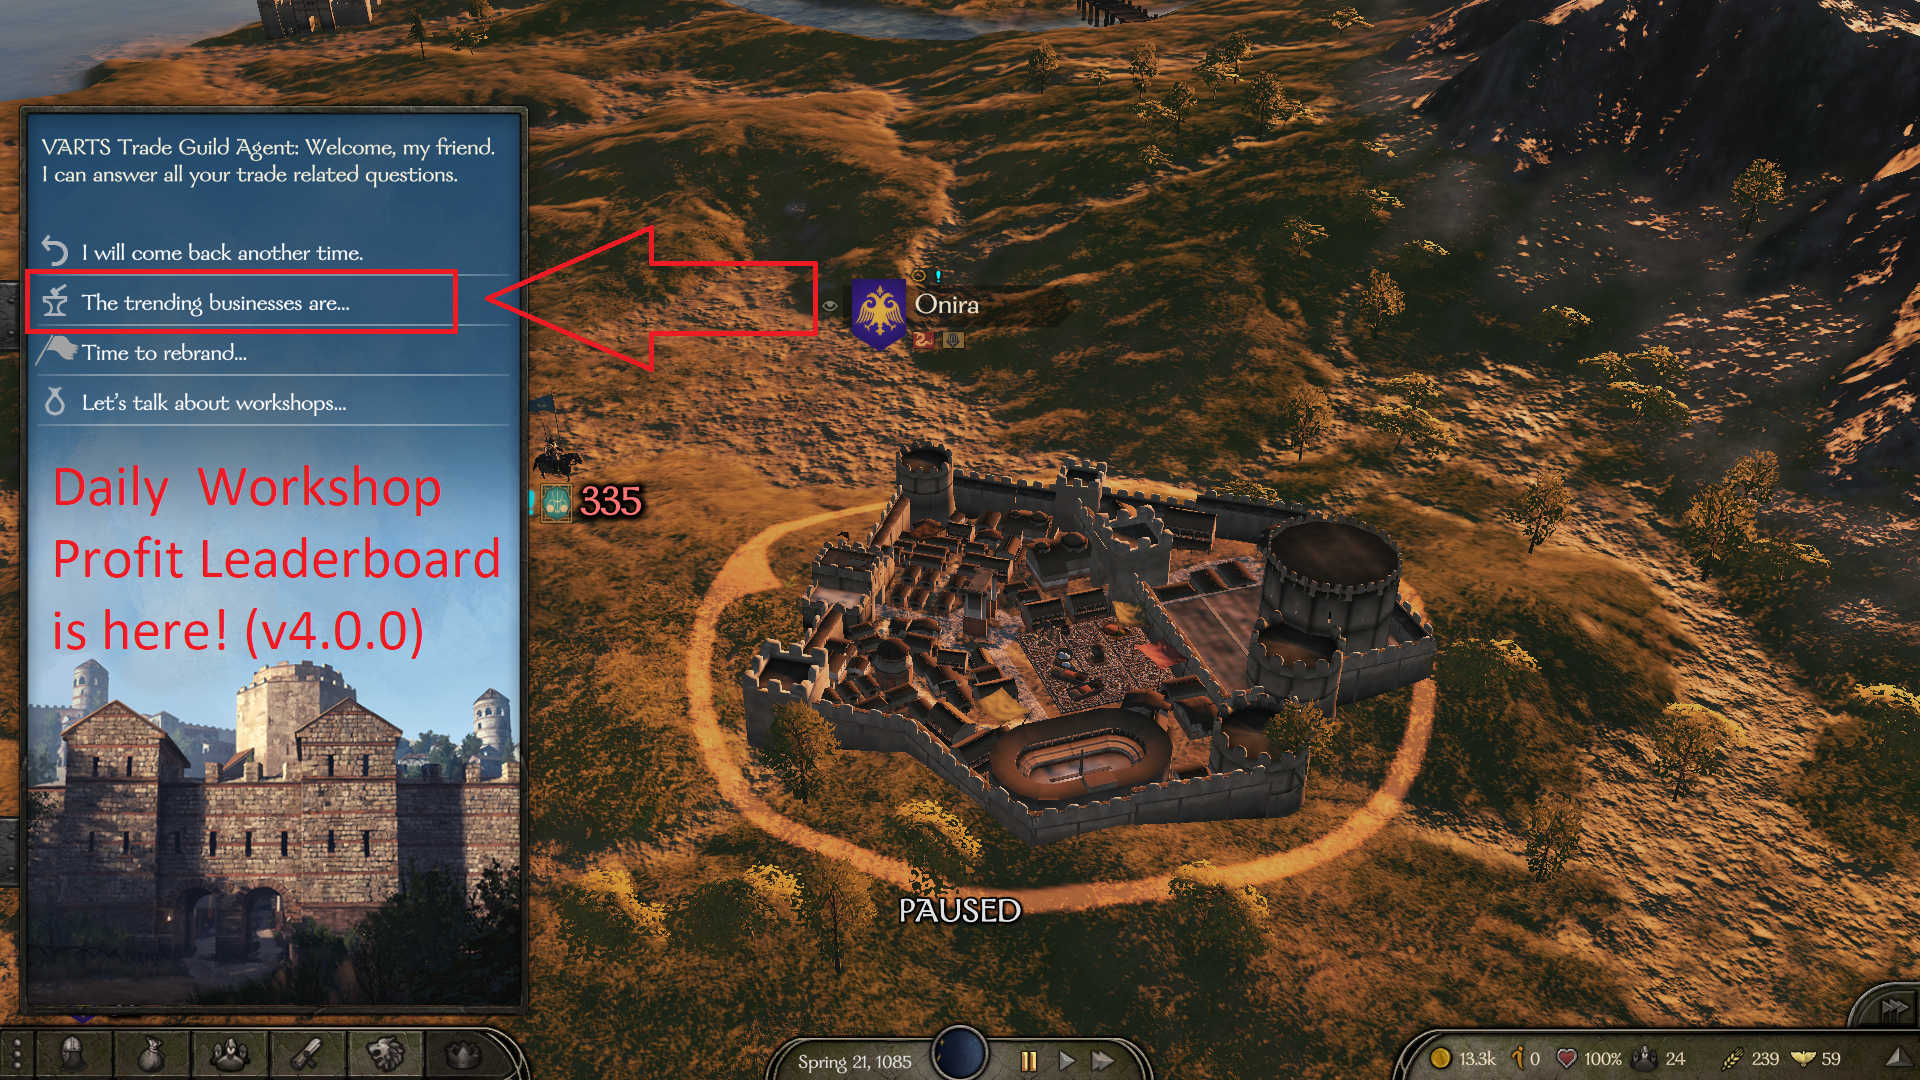 VARTS Trade Guild Agent: Welcome, my friend.
I can answer all your trade related questions.
I will come back another time.
The trending businesses are...
Time to rebrand...
Let's talk about workshops...
Daily Workshop
Profit Leaderboard
is here! (v4.0.0)
Onira
2
335
PAUSED
Spring 21, 1085
13.3k 0 100% 24 239 59